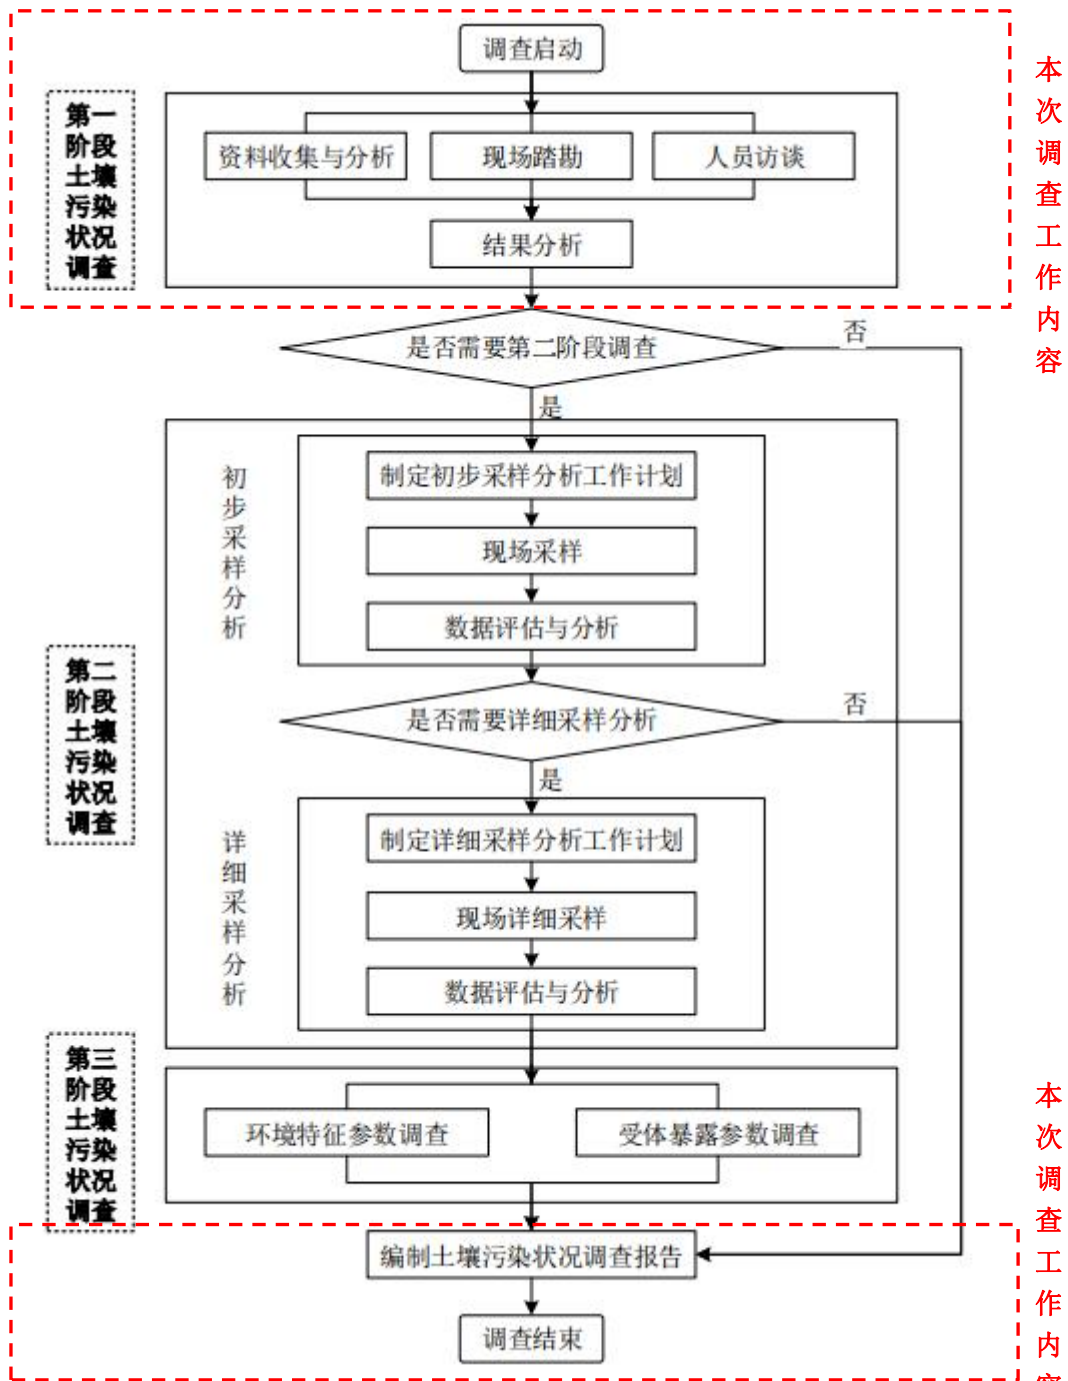 调查启动
本次调查工作内容
第一
阶段
土壤
污染
状况
调查
资料收集与分析
现场踏勘
人员访谈
结果分析
是否需要第二阶段调查
否
是
初步采样分析
制定初步采样分析工作计划
现场采样
数据评估与分析
第二
阶段
土壤
污染
状况
调查
是否需要详细采样分析
否
是
详细采样分析
制定详细采样分析工作计划
现场详细采样
数据评估与分析
第三
阶段
土壤
污染
状况
调查
环境特征参数调查
受体暴露参数调查
本次调查工作内容
编制土壤污染状况调查报告
调查结束